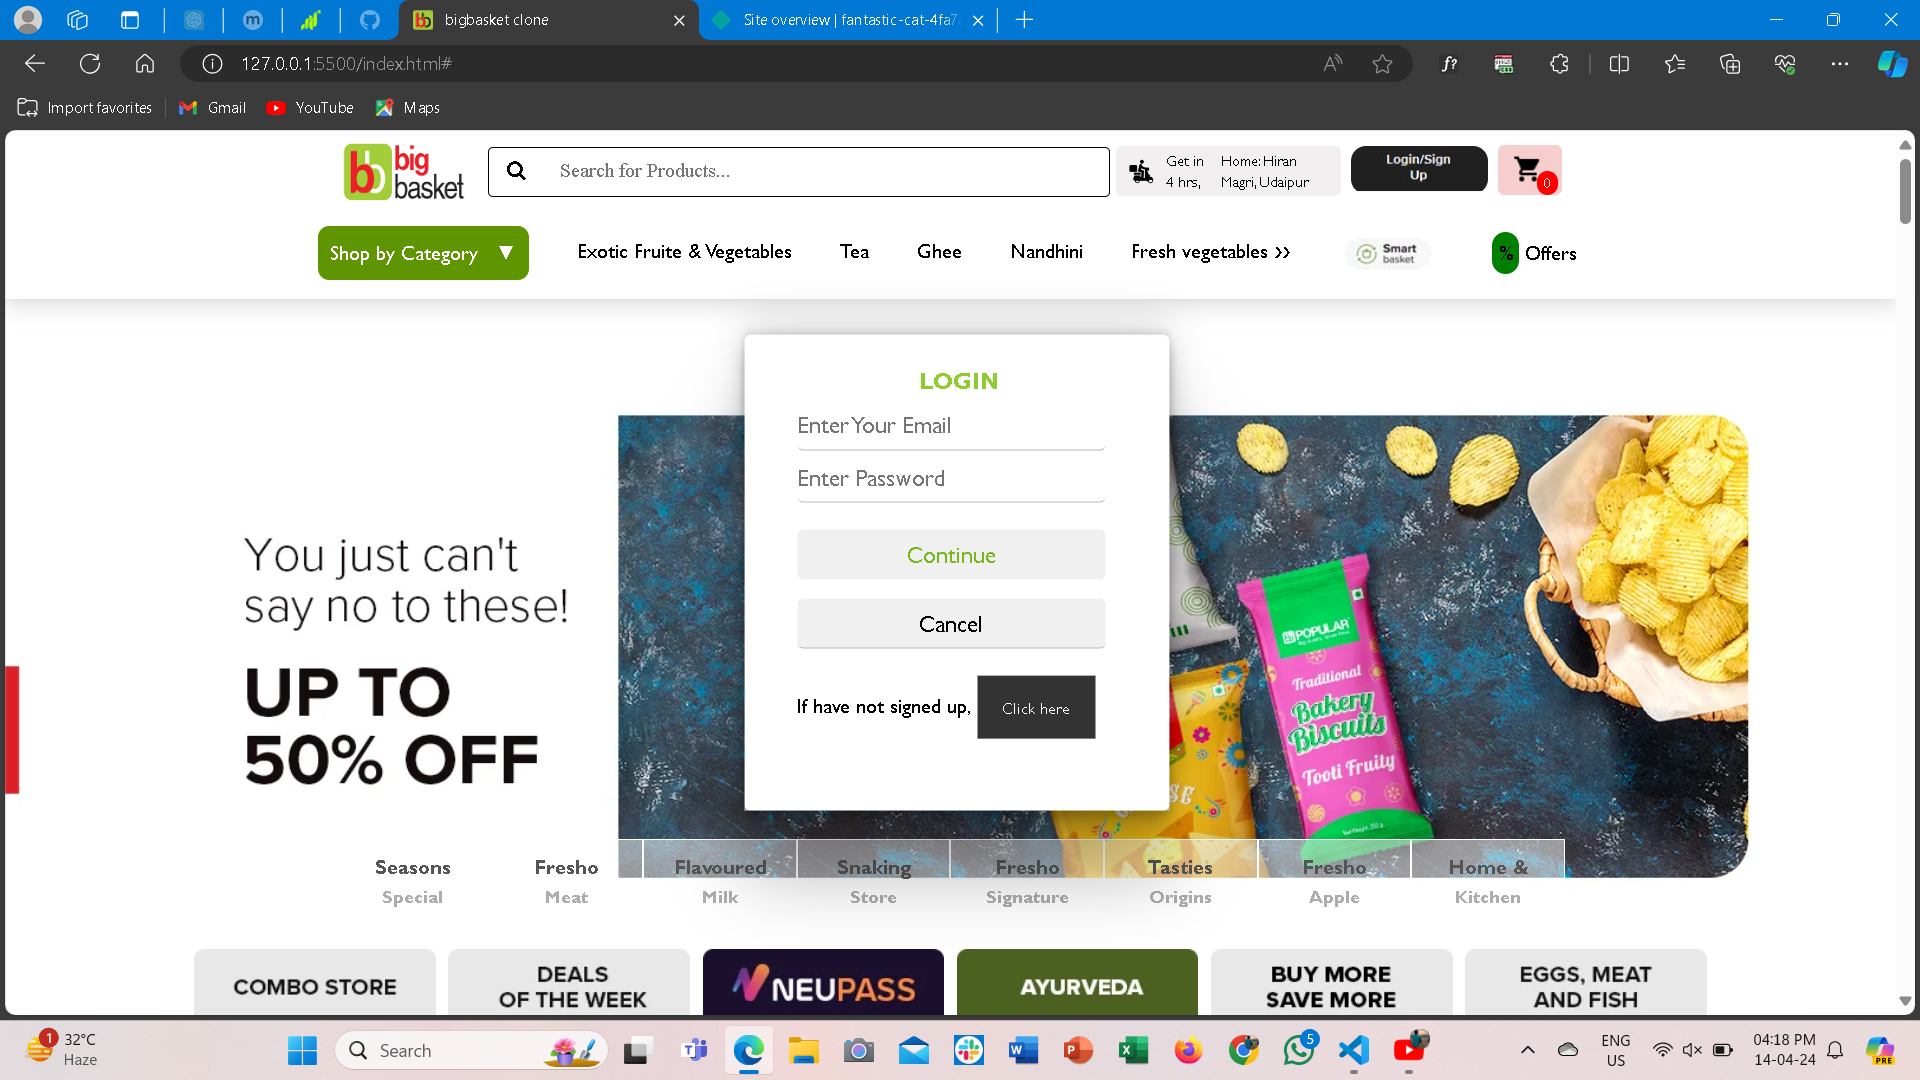 bigbasket clone
Site overview | fantastic-cat-4fa7
127.0.0.1:5500/index.html#
Import favorites
Gmail
YouTube
Maps
big
basket
Search for Products...
Get in
4 hrs,
Home: Hiran
Magri, Udaipur
Login/Sign
Up
0
Shop by Category ▼
Exotic Fruite & Vegetables
Tea
Ghee
Nandhini
Fresh vegetables >>
Smart
basket
%
Offers
LOGIN
Enter Your Email
Enter Password
Continue
Cancel
If have not signed up,
Click here
You just can't
say no to these!
UP TO
50% OFF
bb POPULAR
Traditional
Bakery
Biscuits
Tooti Fruity
Seasons
Special
Fresho
Meat
Flavoured
Milk
Snaking
Store
Fresho
Signature
Tasties
Origins
Fresho
Apple
Home &
Kitchen
COMBO STORE
DEALS
OF THE WEEK
NEUPASS
AYURVEDA
BUY MORE
SAVE MORE
EGGS, MEAT
AND FISH
1
32°C
Haze
Search
5
ENG
US
04:18 PM
14-04-24
PRE